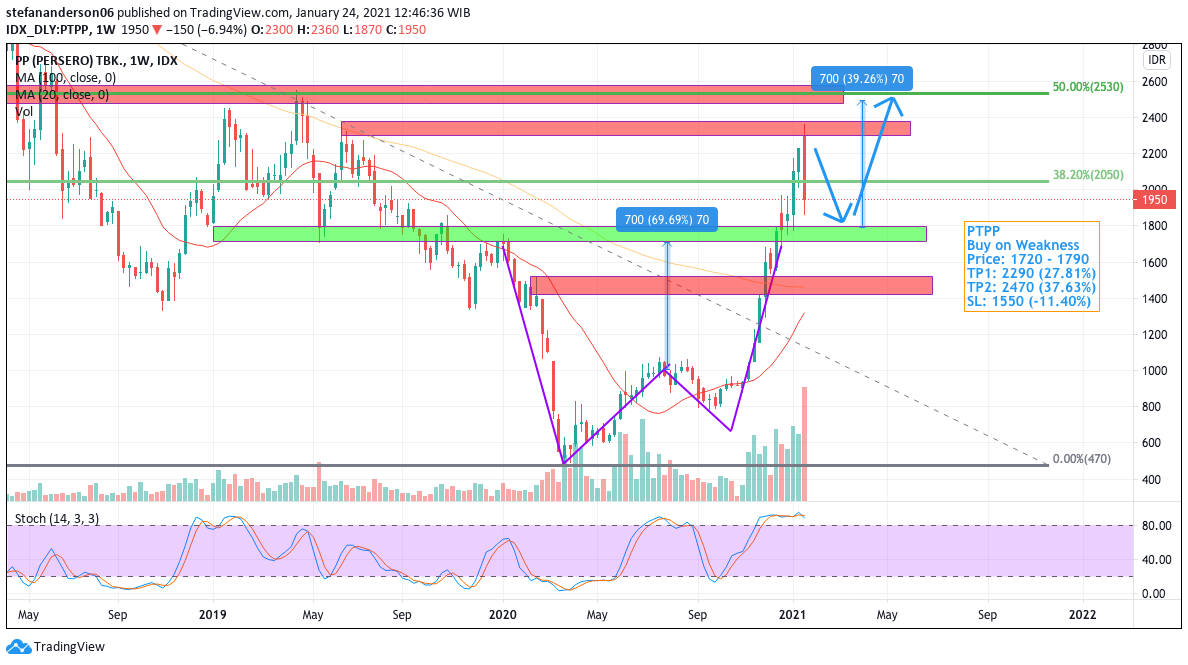 stefananderson06 published on TradingView.com, January 24, 2021 12:46:36 WIB
IDX_DLY:PTPP, 1W 1950 ▼ −150 (−6.94%) O:2300 H:2360 L:1870 C:1950
PP (PERSERO) TBK., 1W, IDX
MA (100, close, 0)
MA (20, close, 0)
Vol
700 (39.26%) 70
50.00%(2530)
38.20%(2050)
700 (69.69%) 70
0.00%(470)
PTPP
Buy on Weakness
Price: 1720 - 1790
TP1: 2290 (27.81%)
TP2: 2470 (37.63%)
SL: 1550 (-11.40%)
2800
IDR
2600
2400
2200
2000
1950
1800
1600
1400
1200
1000
800
600
400
Stoch (14, 3, 3)
80.00
40.00
0.00
May Sep 2019 May Sep 2020 May Sep 2021 May Sep 2022
TradingView